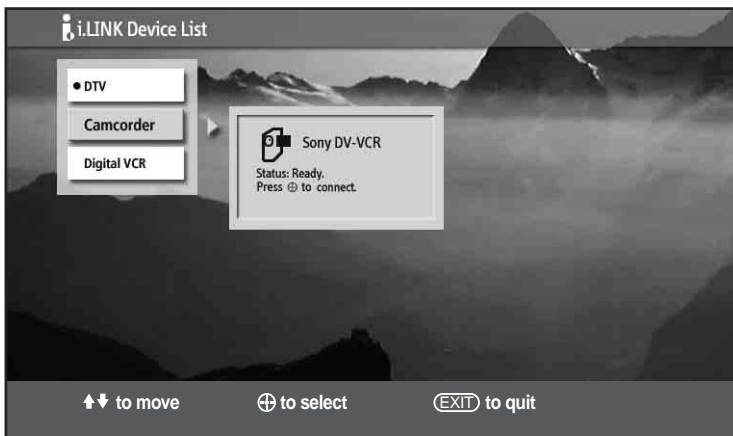 i.LINK Device List
DTV
Camcorder
Digital VCR
Sony DV-VCR
Status: Ready.
Press ⊕ to connect.
to move ⊕ to select EXIT to quit